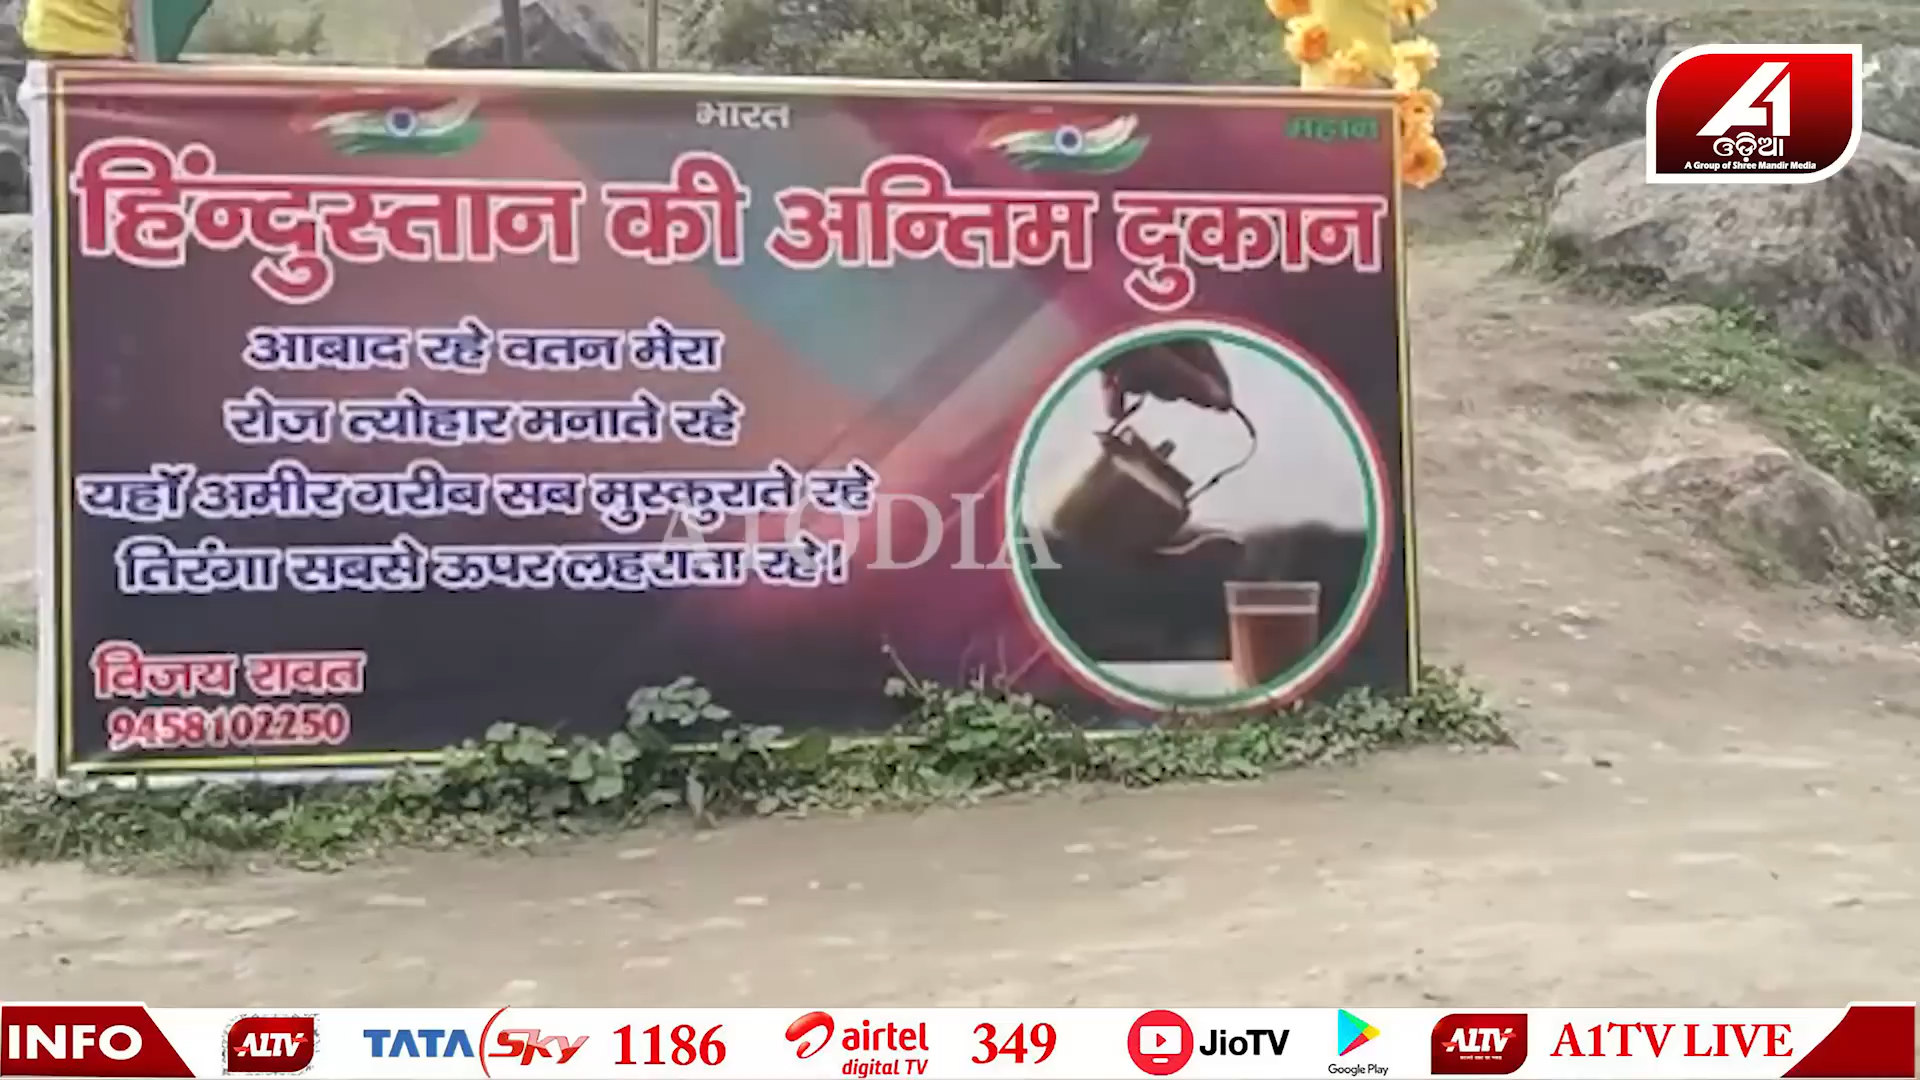 भारत
महान
हिंन्दुस्तान की अन्तिम दुकान
आबाद रहे वतन मेरा
रोज त्योहार मनाते रहे
यहाँ अमीर गरीब सब मुस्कुराते रहे
तिरंगा सबसे ऊपर लहराता रहे।
विजय रावत
9458102250
A1ODIA
A1
ଓଡ଼ିଆ
A Group of Shree Mandir Media
INFO
A1TV
TATA Sky 1186
airtel digital TV 349
JioTV
Google Play
A1TV
A1TV LIVE